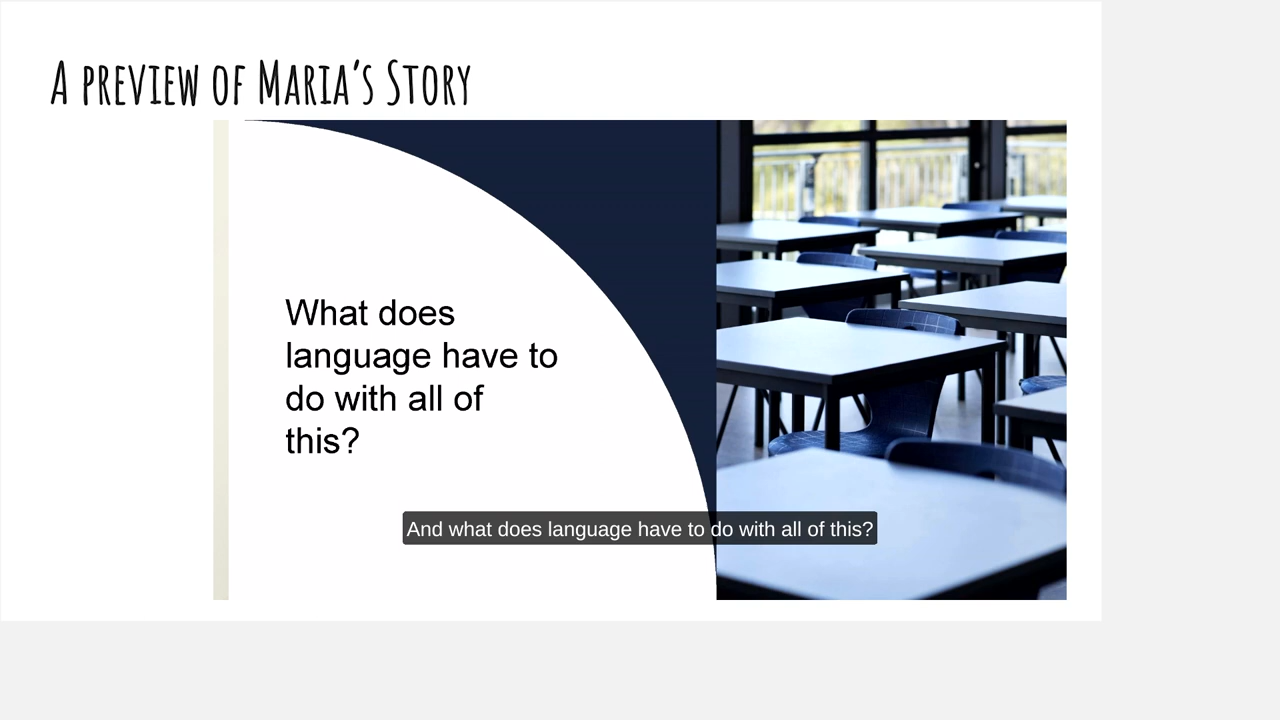 A preview of Maria's Story
What does
language have to
do with all of
this?
And what does language have to do with all of this?